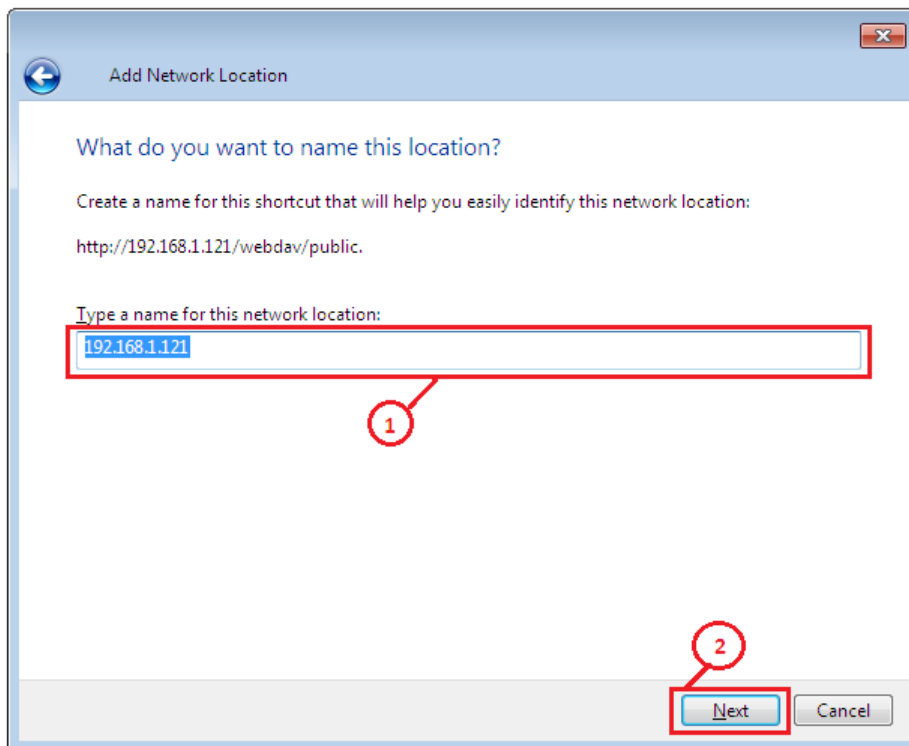 Add Network Location
What do you want to name this location?
Create a name for this shortcut that will help you easily identify this network location:
http://192.168.1.121/webdav/public.
Type a name for this network location:
192.168.1.121
1
2
Next
Cancel